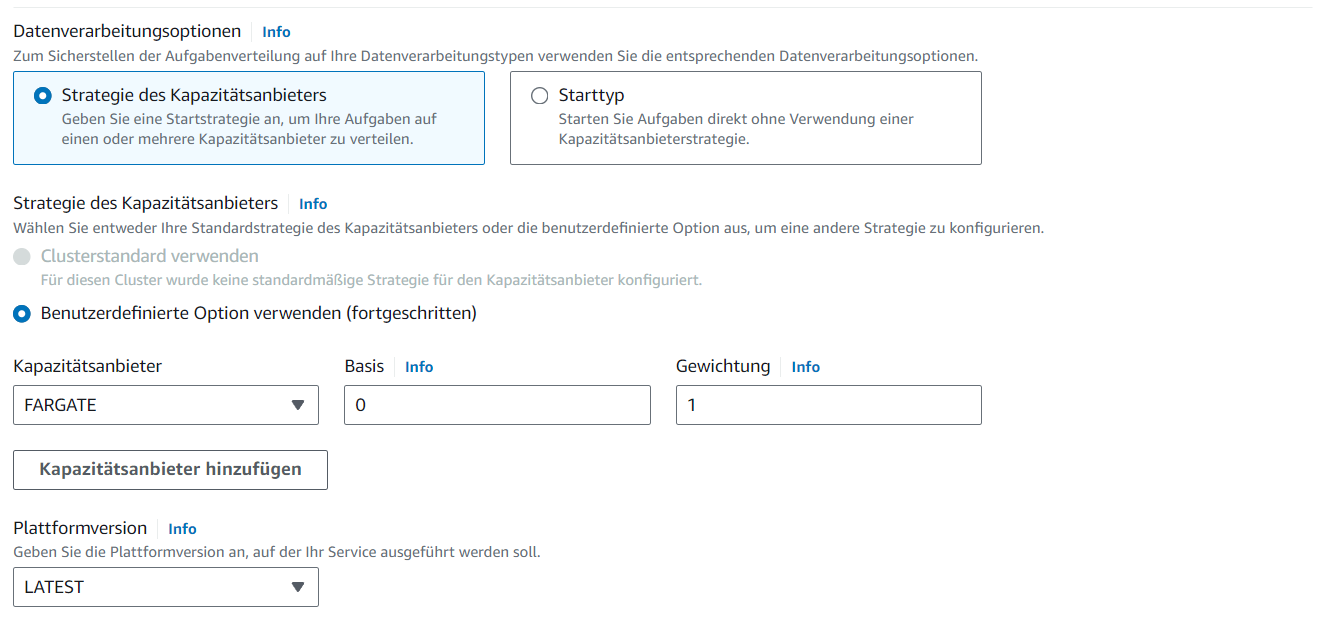 Datenverarbeitungsoptionen Info
Zum Sicherstellen der Aufgabenverteilung auf Ihre Datenverarbeitungstypen verwenden Sie die entsprechenden Datenverarbeitungsoptionen.
Strategie des Kapazitätsanbieters
Geben Sie eine Startstrategie an, um Ihre Aufgaben auf
einen oder mehrere Kapazitätsanbieter zu verteilen.
Starttyp
Starten Sie Aufgaben direkt ohne Verwendung einer
Kapazitätsanbieterstrategie.
Strategie des Kapazitätsanbieters Info
Wählen Sie entweder Ihre Standardstrategie des Kapazitätsanbieters oder die benutzerdefinierte Option aus, um eine andere Strategie zu konfigurieren.
Clusterstandard verwenden
Für diesen Cluster wurde keine standardmäßige Strategie für den Kapazitätsanbieter konfiguriert.
Benutzerdefinierte Option verwenden (fortgeschritten)
Kapazitätsanbieter Basis Info Gewichtung Info
FARGATE 0 1
Kapazitätsanbieter hinzufügen
Plattformversion Info
Geben Sie die Plattformversion an, auf der Ihr Service ausgeführt werden soll.
LATEST